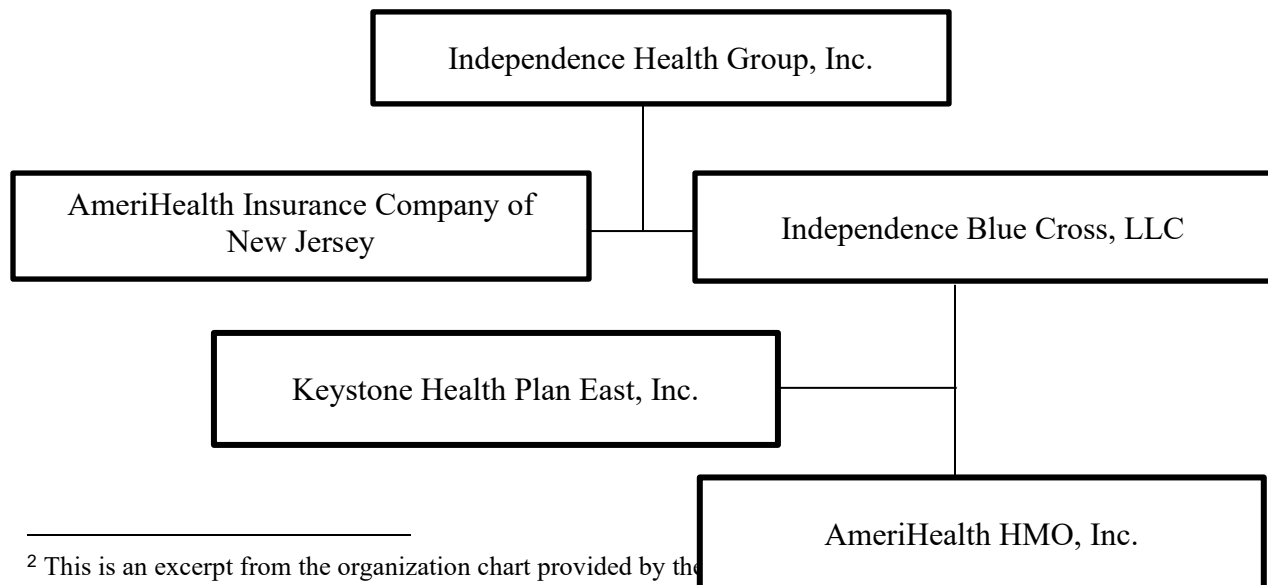 Independence Health Group, Inc.
AmeriHealth Insurance Company of
New Jersey
Independence Blue Cross, LLC
Keystone Health Plan East, Inc.
AmeriHealth HMO, Inc.
2 This is an excerpt from the organization chart provided by the